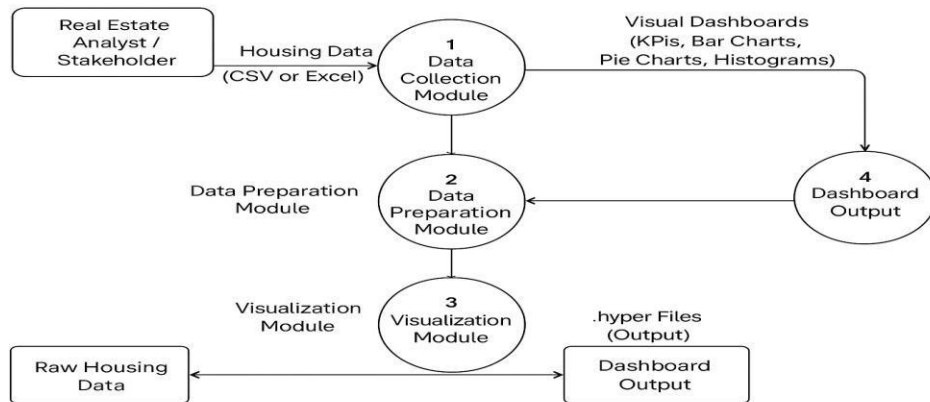 Real Estate
Analyst /
Stakeholder
Housing Data
(CSV or Excel)
1
Data
Collection
Module
Visual Dashboards
(KPis, Bar Charts,
Pie Charts, Histograms)
Data Preparation
Module
2
Data
Preparation
Module
4
Dashboard
Output
Visualization
Module
3
Visualization
Module
.hyper Files
(Output)
Raw Housing
Data
Dashboard
Output